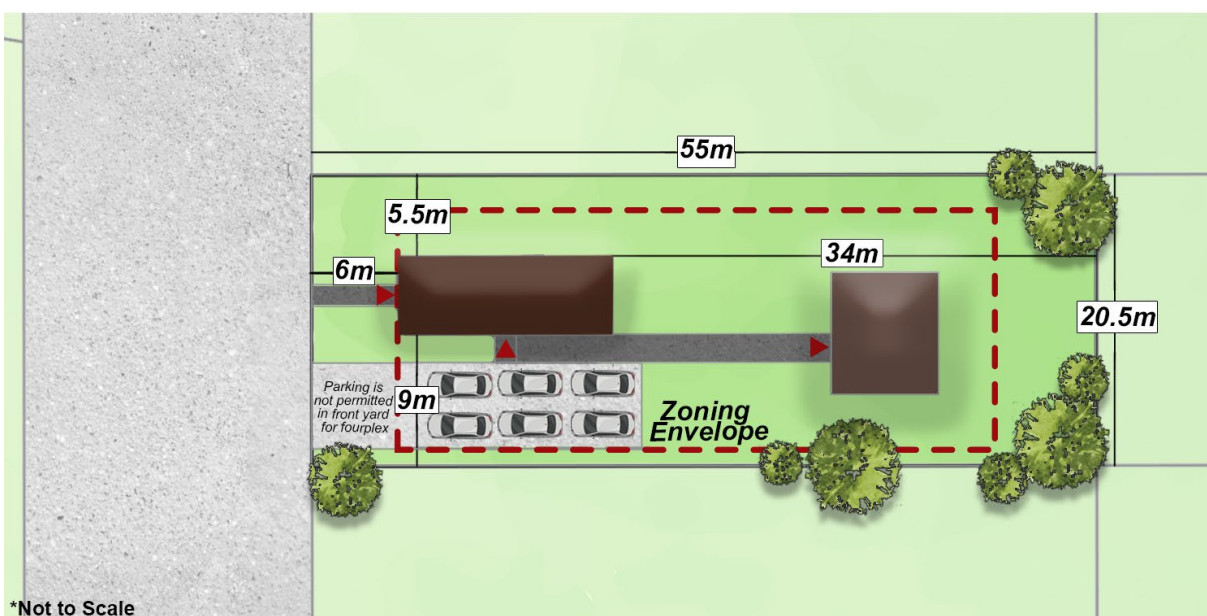 55m
5.5m
6m
34m
20.5m
Parking is
not permitted
in front yard
for fourplex
9m
Zoning
Envelope
*Not to Scale